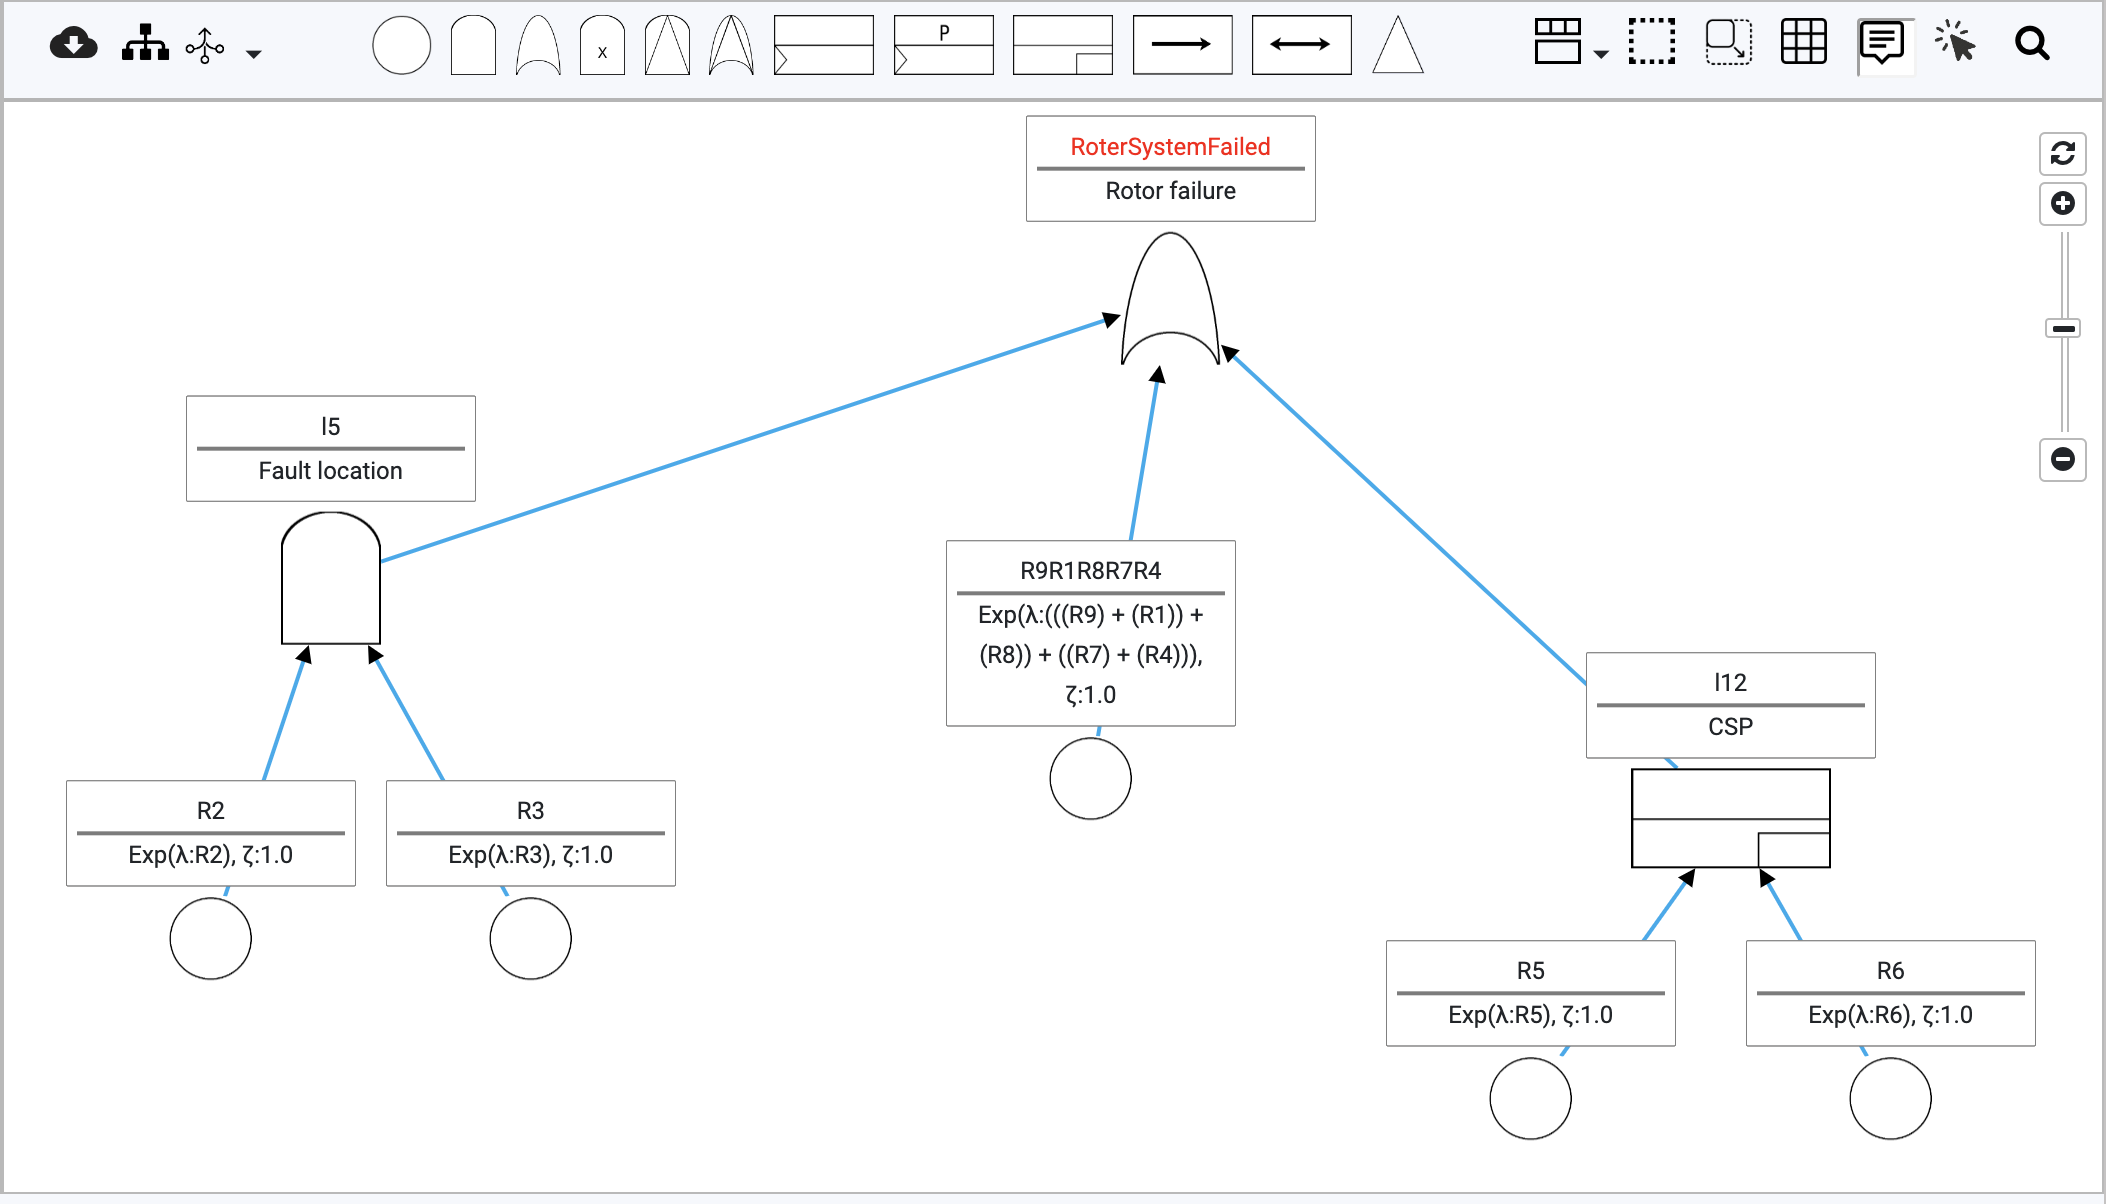 x
P
RoterSystemFailed
Rotor failure
I5
Fault location
R9R1R8R7R4
Exp(λ:(((R9) + (R1)) +
(R8)) + ((R7) + (R4))),
ζ:1.0
I12
CSP
R2
Exp(λ:R2), ζ:1.0
R3
Exp(λ:R3), ζ:1.0
R5
Exp(λ:R5), ζ:1.0
R6
Exp(λ:R6), ζ:1.0